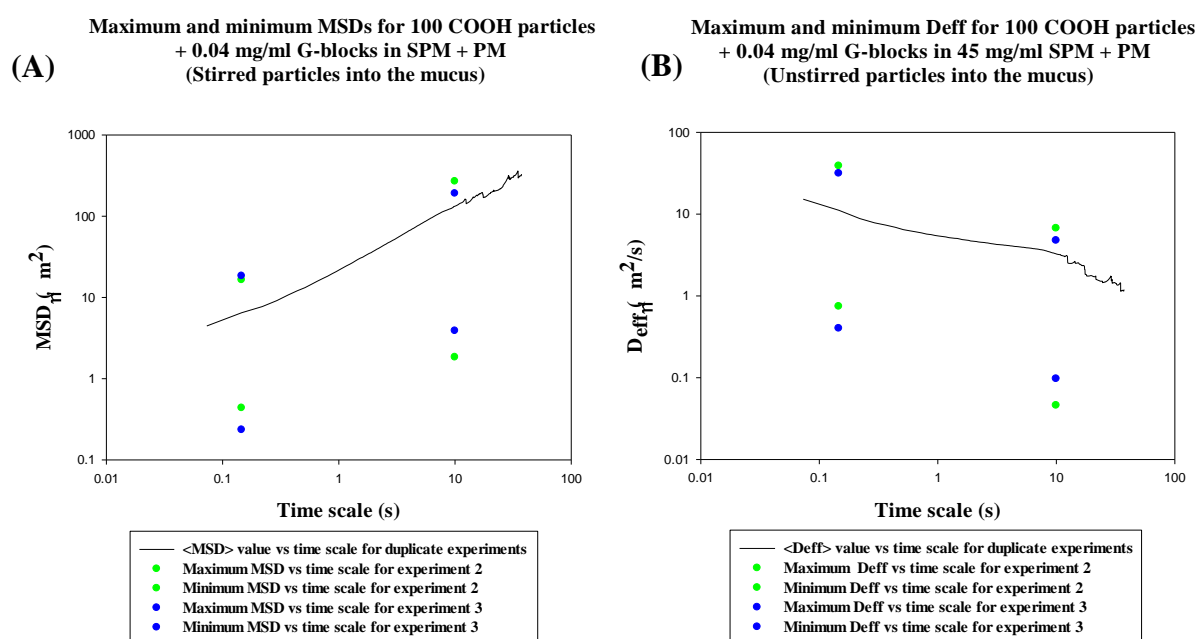 (A)
Maximum and minimum MSDs for 100 COOH particles
+ 0.04 mg/ml G-blocks in SPM + PM
(Stirred particles into the mucus)
MSD η( m²)
1000
100
10
1
0.1
0.01
0.1
1
10
100
Time scale (s)
<MSD> value vs time scale for duplicate experiments
Maximum MSD vs time scale for experiment 2
Minimum MSD vs time scale for experiment 2
Maximum MSD vs time scale for experiment 3
Minimum MSD vs time scale for experiment 3
(B)
Maximum and minimum Deff for 100 COOH particles
+ 0.04 mg/ml G-blocks in 45 mg/ml SPM + PM
(Unstirred particles into the mucus)
Deff, ( m²/s)
100
10
1
0.1
0.01
0.01
0.1
1
10
100
Time scale (s)
<Deff> value vs time scale for duplicate experiments
Maximum Deff vs time scale for experiment 2
Minimum Deff vs time scale for experiment 2
Maximum Deff vs time scale for experiment 3
Minimum Deff vs time scale for experiment 3